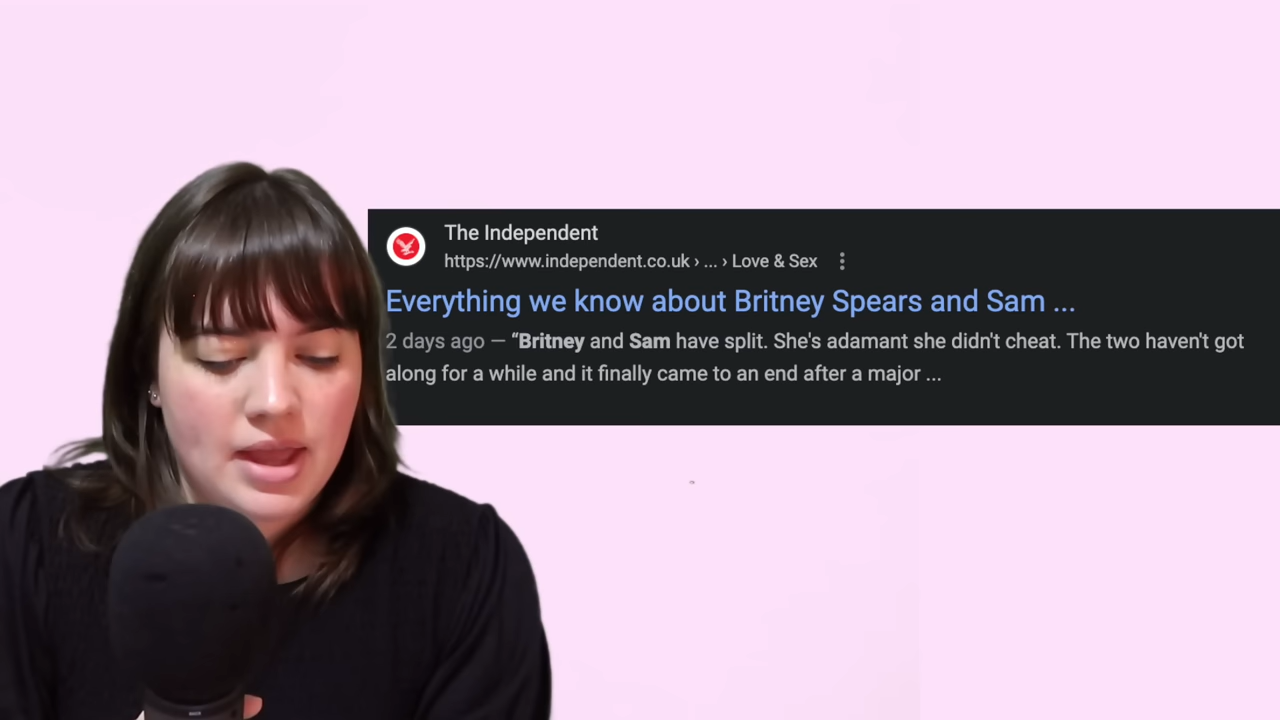 The Independent
https://www.independent.co.uk › ... › Love & Sex
Everything we know about Britney Spears and Sam ...
2 days ago — “Britney and Sam have split. She's adamant she didn't cheat. The two haven't got
along for a while and it finally came to an end after a major ...